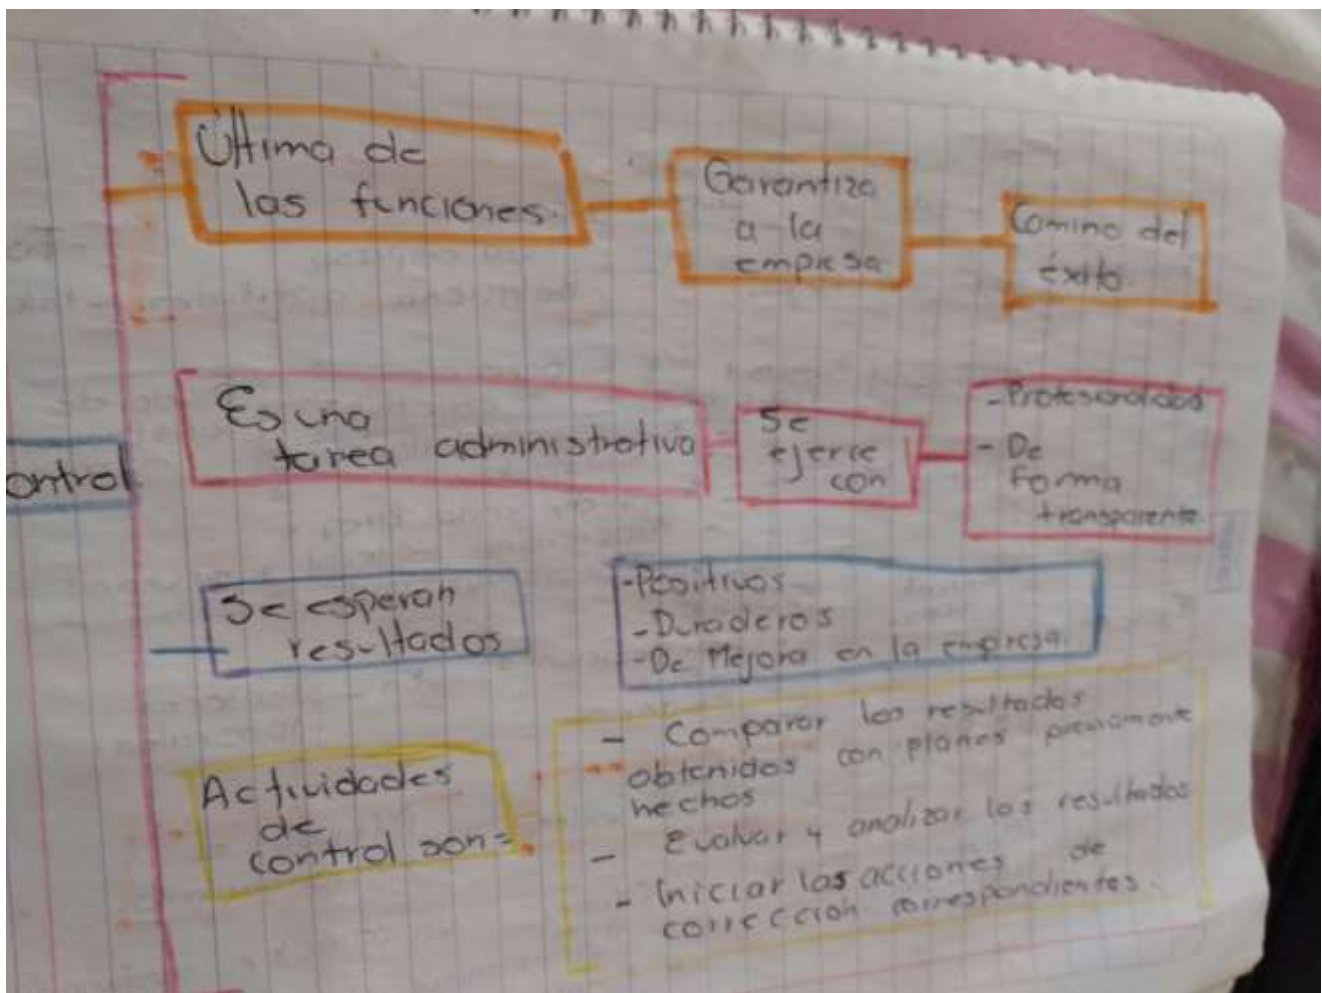 Última de
las funciones.
Garantiza
a la
empresa
Camino del
éxito.
Es una
tarea administrativa
Se
ejerce
con
- Profesionalidad
- De
forma
transparente.
ontrol.
Se esperan
resultados
- Positivos
- Duraderos
- De Mejora en la empresa.
Actividades
de
control son=
- Comparar los resultados
obtenidos con planes previamente
hechos
- Evaluar y analizar los resultados
- Iniciar las acciones de
corrección correspondientes.